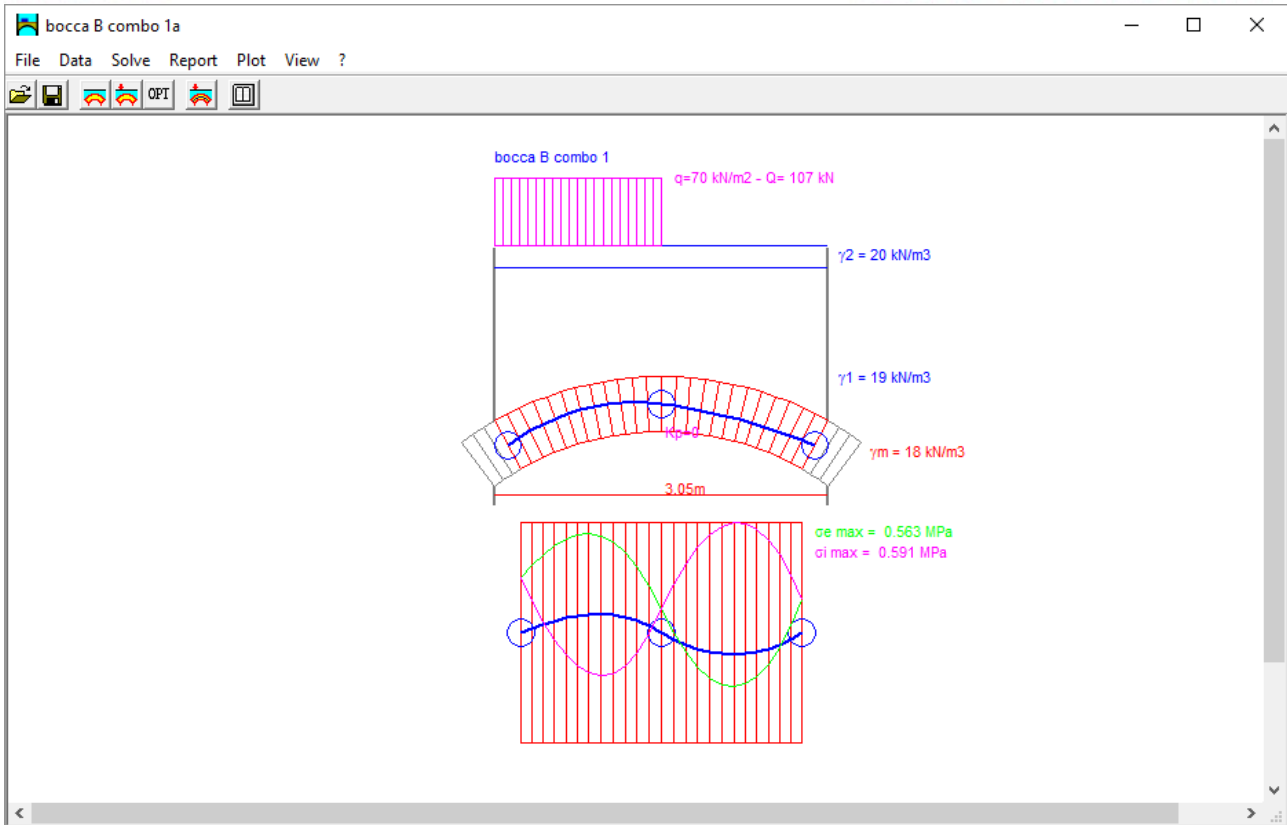 bocca B combo 1a
File Data Solve Report Plot View ?
OPT
bocca B combo 1
q=70 kN/m2 - Q= 107 kN
γ2 = 20 kN/m3
γ1 = 19 kN/m3
Kp=0
γm = 18 kN/m3
3.05m
σe max = 0.563 MPa
σi max = 0.591 MPa